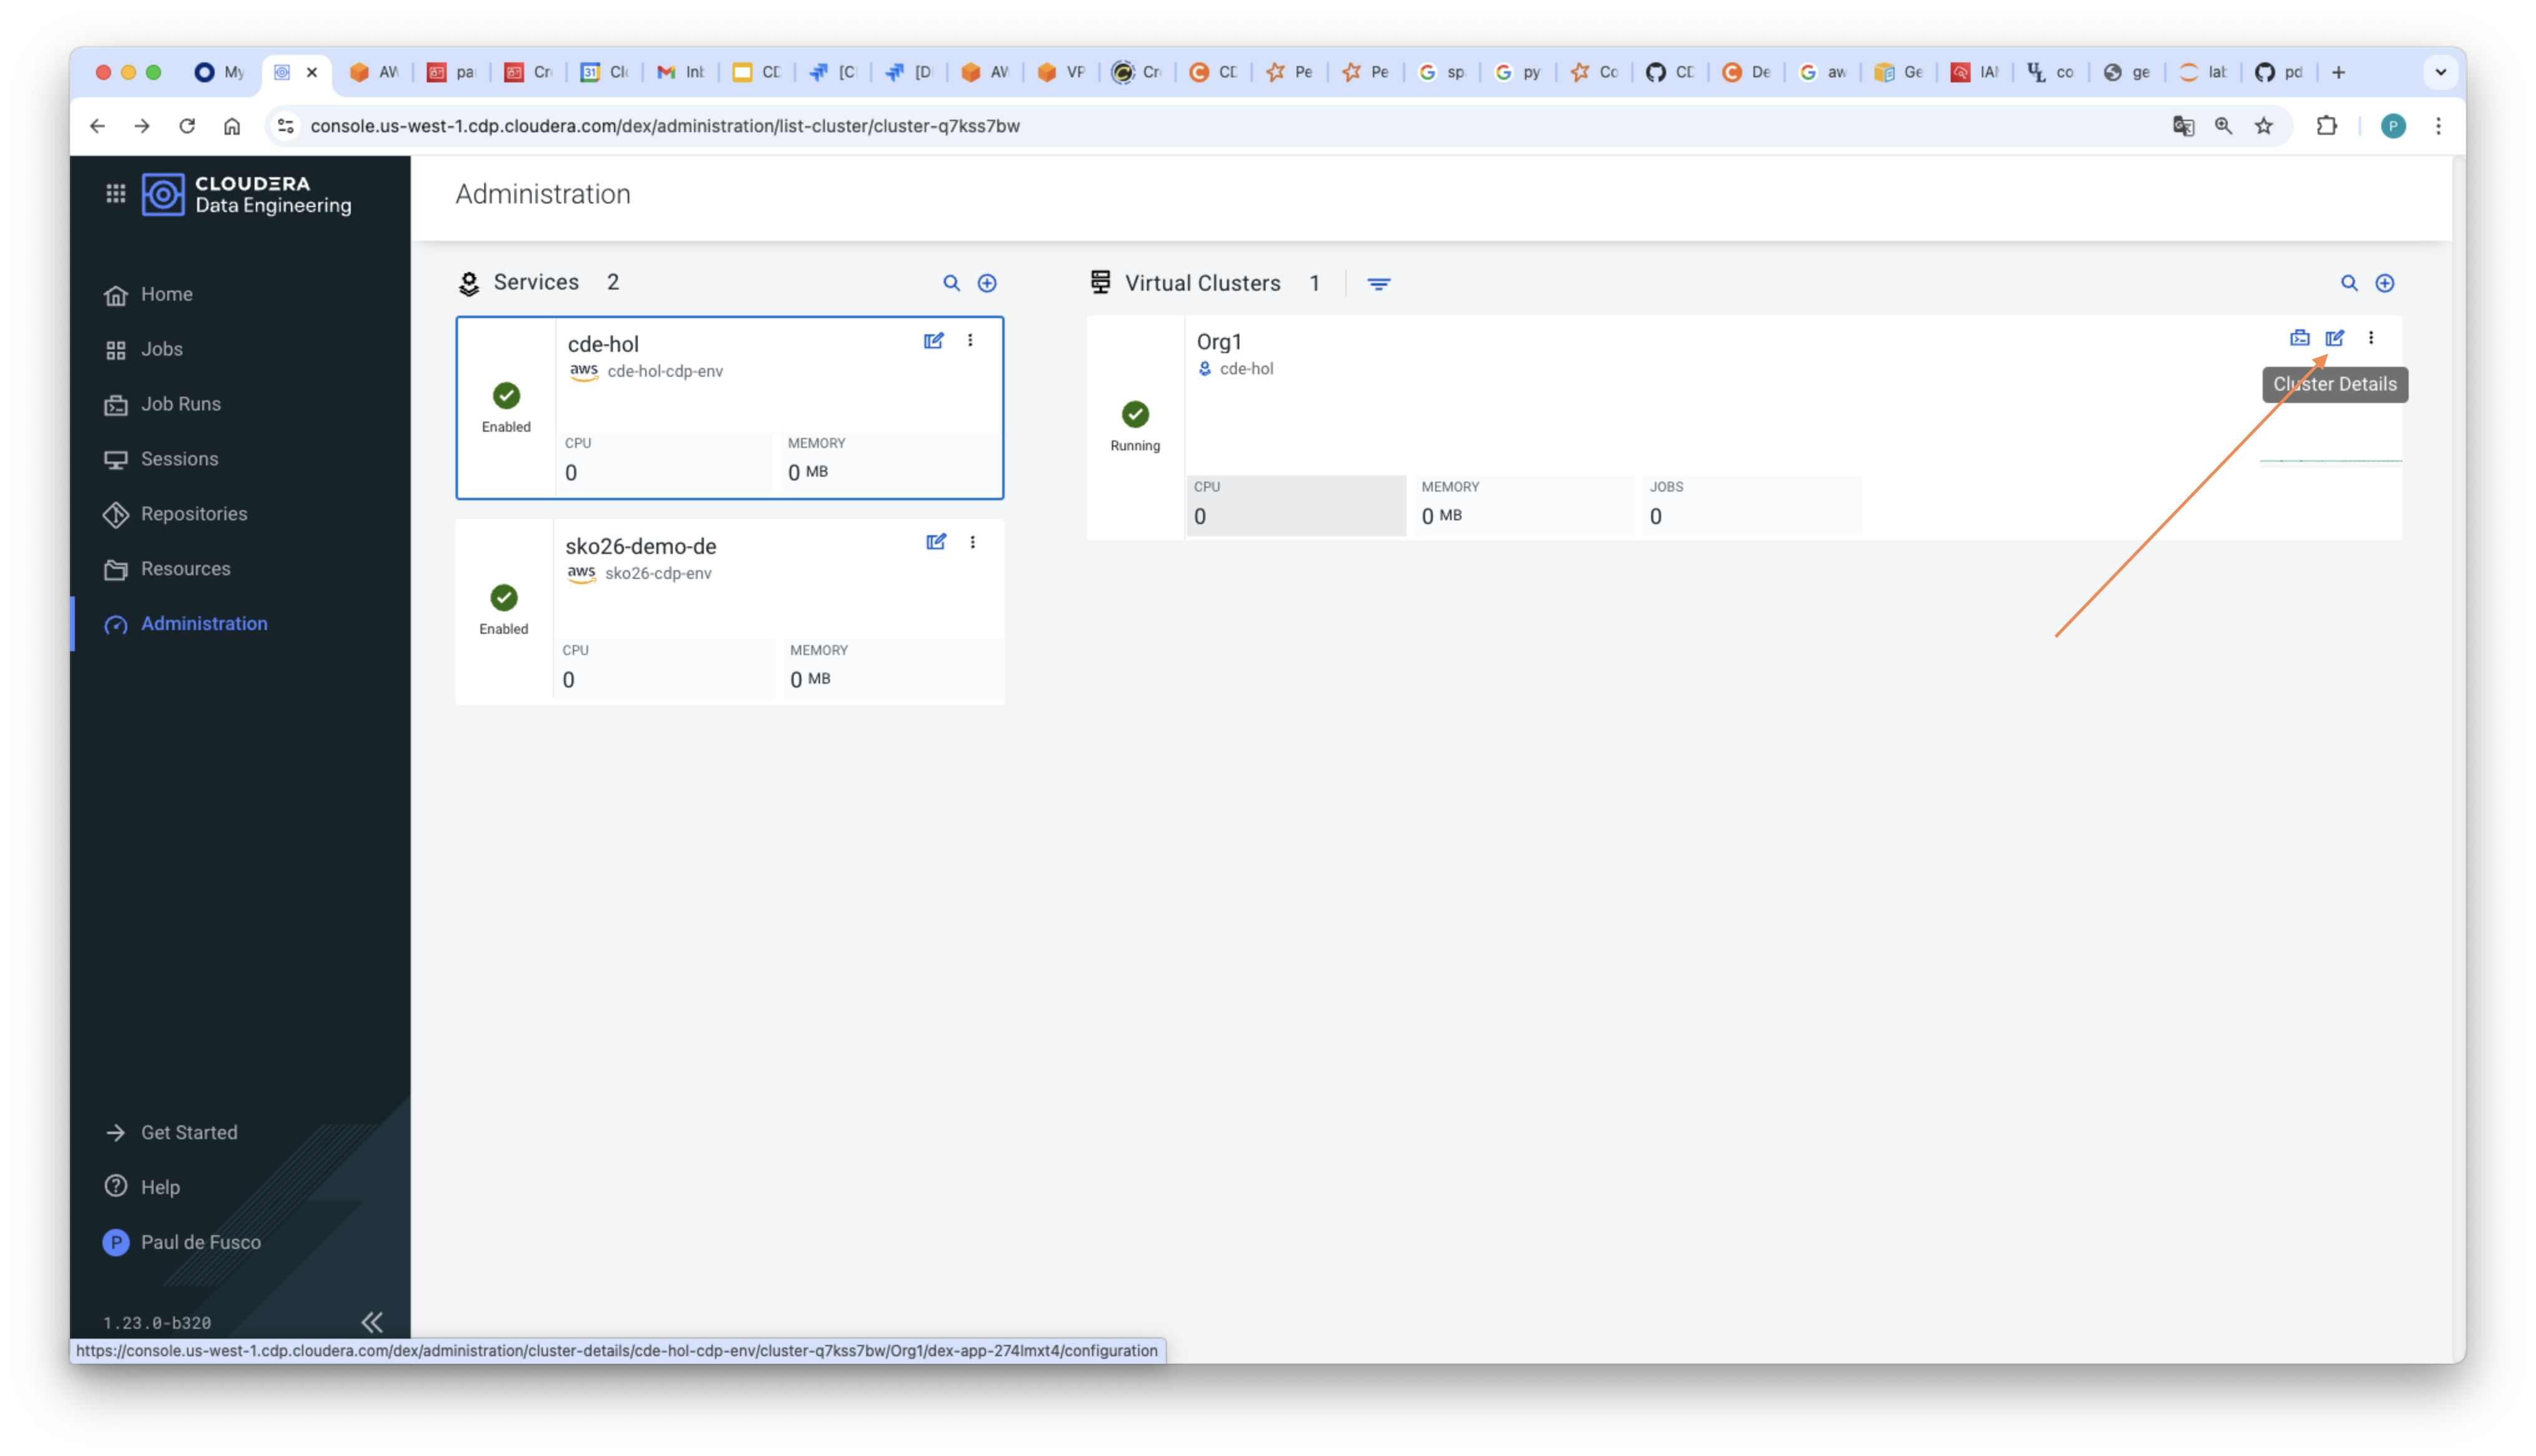 My
AW
pa
Cr
31 Clo
Int
CD
[C
[D
AW
VP
Cr
CD
Pe
Pe
sp
py
Co
CD
De
aw
Ge
IAM
co
ge
lab
pd
console.us-west-1.cdp.cloudera.com/dex/administration/list-cluster/cluster-q7kss7bw
P
CLOUDERA
Data Engineering
Home
Jobs
Job Runs
Sessions
Repositories
Resources
Administration
Get Started
Help
P Paul de Fusco
1.23.0-b320
Administration
Services 2
cde-hol
aws cde-hol-cdp-env
Enabled
CPU MEMORY
0 0 MB
sko26-demo-de
aws sko26-cdp-env
Enabled
CPU MEMORY
0 0 MB
Virtual Clusters 1
Org1
cde-hol
Running
Cluster Details
CPU MEMORY JOBS
0 0 MB 0
https://console.us-west-1.cdp.cloudera.com/dex/administration/cluster-details/cde-hol-cdp-env/cluster-q7kss7bw/Org1/dex-app-274lmxt4/configuration